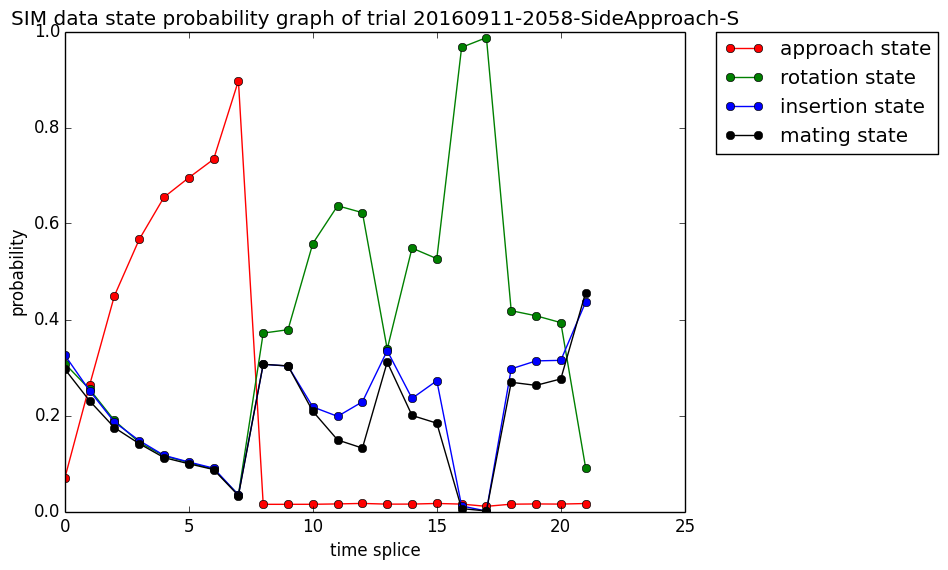 SIM data state probability graph of trial 20160911-2058-SideApproach-S
1.0
0.8
0.6
0.4
0.2
0.0
probability
0 5 10 15 20 25
time splice
approach state
rotation state
insertion state
mating state